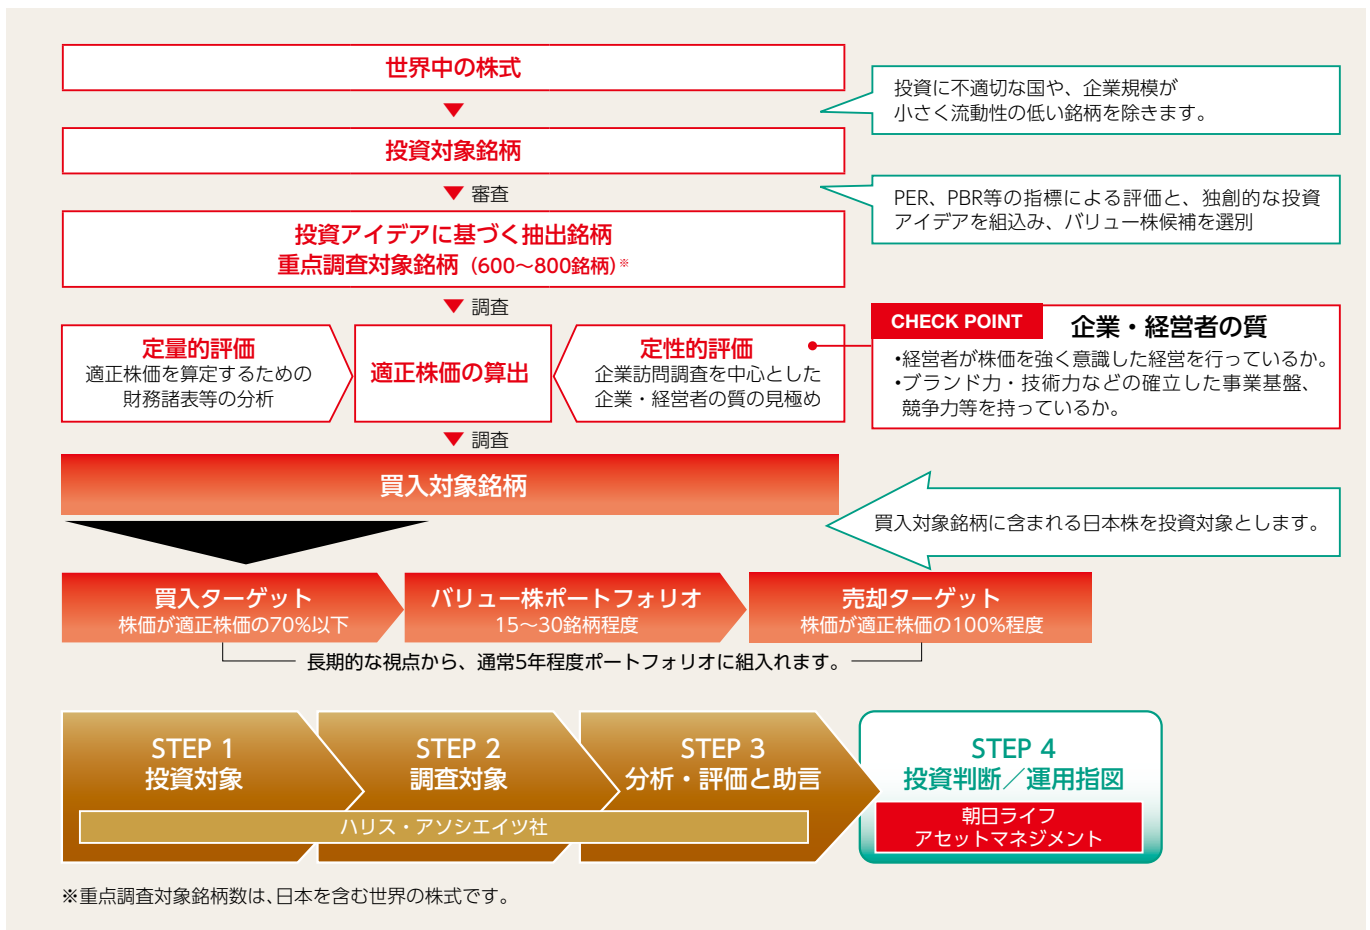 世界中の株式
投資に不適切な国や、企業規模が
小さく流動性の低い銘柄を除きます。
投資対象銘柄
審査
PER、PBR等の指標による評価と、独創的な投資
アイデアを組込み、バリュー株候補を選別
投資アイデアに基づく抽出銘柄
重点調査対象銘柄（600〜800銘柄）※
調査
定量的評価
適正株価を算定するための
財務諸表等の分析
適正株価の算出
定性的評価
企業訪問調査を中心とした
企業・経営者の質の見極め
CHECK POINT 企業・経営者の質
•経営者が株価を強く意識した経営を行っているか。
•ブランド力・技術力などの確立した事業基盤、
競争力等を持っているか。
調査
買入対象銘柄
買入対象銘柄に含まれる日本株を投資対象とします。
買入ターゲット
株価が適正株価の70%以下
バリュー株ポートフォリオ
15〜30銘柄程度
売却ターゲット
株価が適正株価の100%程度
長期的な視点から、通常5年程度ポートフォリオに組入れます。
STEP 1
投資対象
STEP 2
調査対象
STEP 3
分析・評価と助言
ハリス・アソシエイツ社
STEP 4
投資判断／運用指図
朝日ライフ
アセットマネジメント
※重点調査対象銘柄数は、日本を含む世界の株式です。